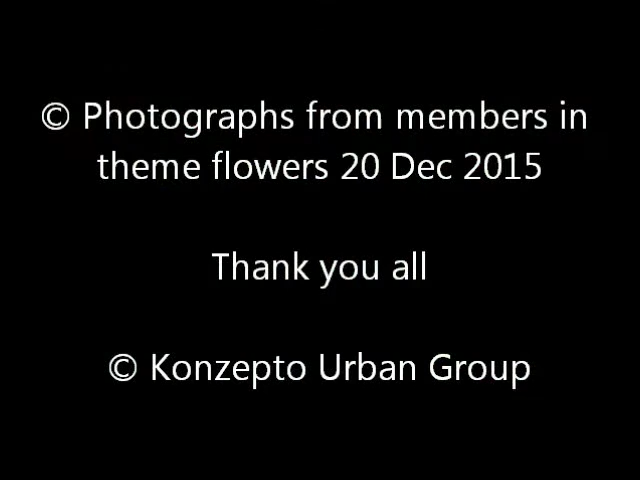 © Photographs from members in
theme flowers 20 Dec 2015
Thank you all
© Konzepto Urban Group